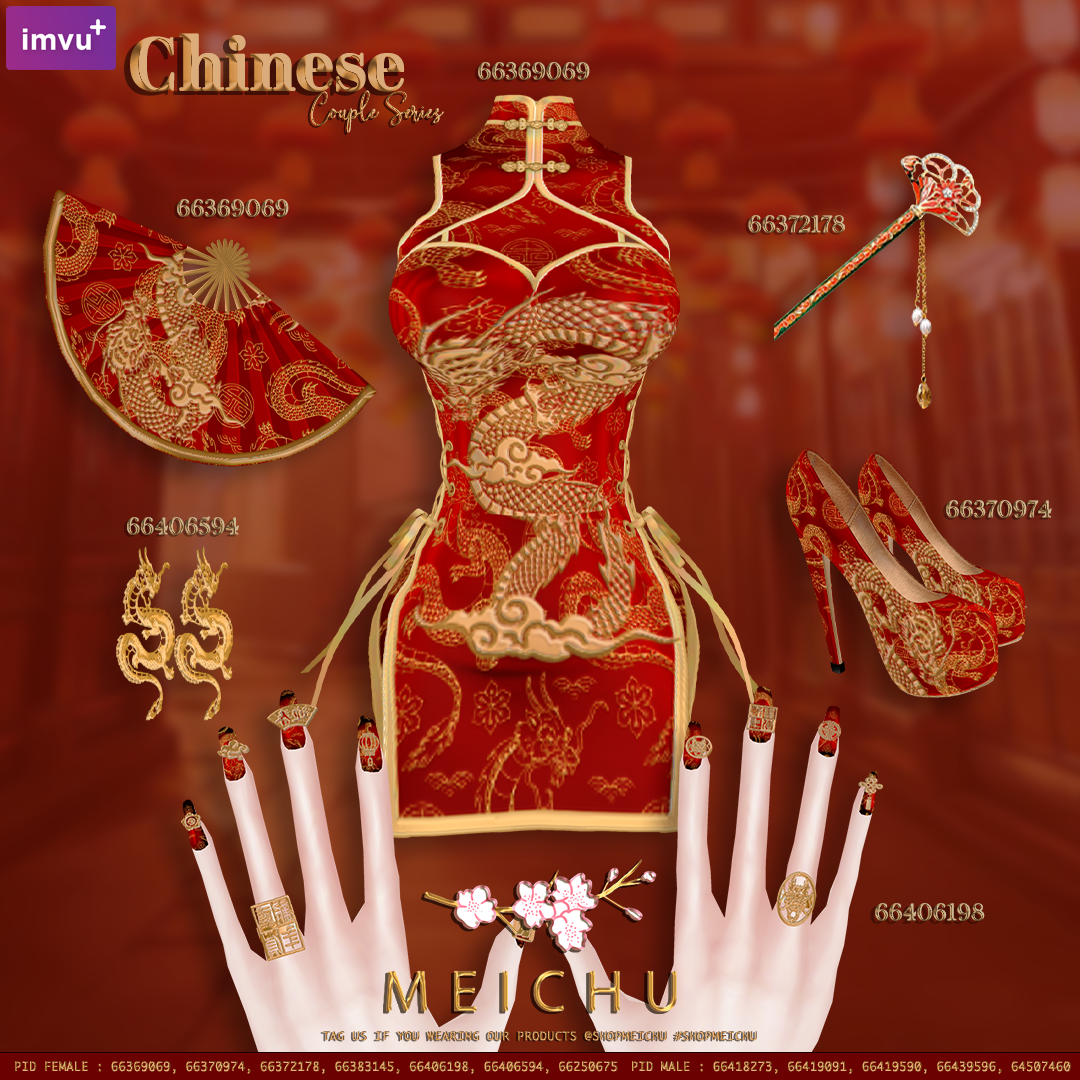 imvu+
Chinese
Couple Series
66369069
66369069
66372178
66370974
66406594
66406198
MEICHU
TAG US IF YOU WEARING OUR PRODUCTS @SHOPMEICHU #SHOPMEICHU
PID FEMALE : 66369069, 66370974, 66372178, 66383145, 66406198, 66406594, 66250675 PID MALE : 66418273, 66419091, 66419590, 66439596, 64507460